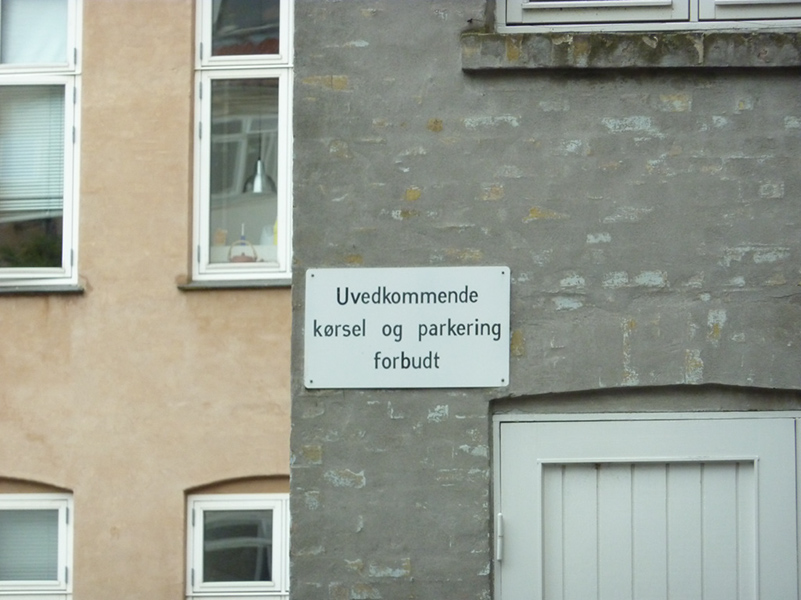 Uvedkommende
kørsel og parkering
forbudt